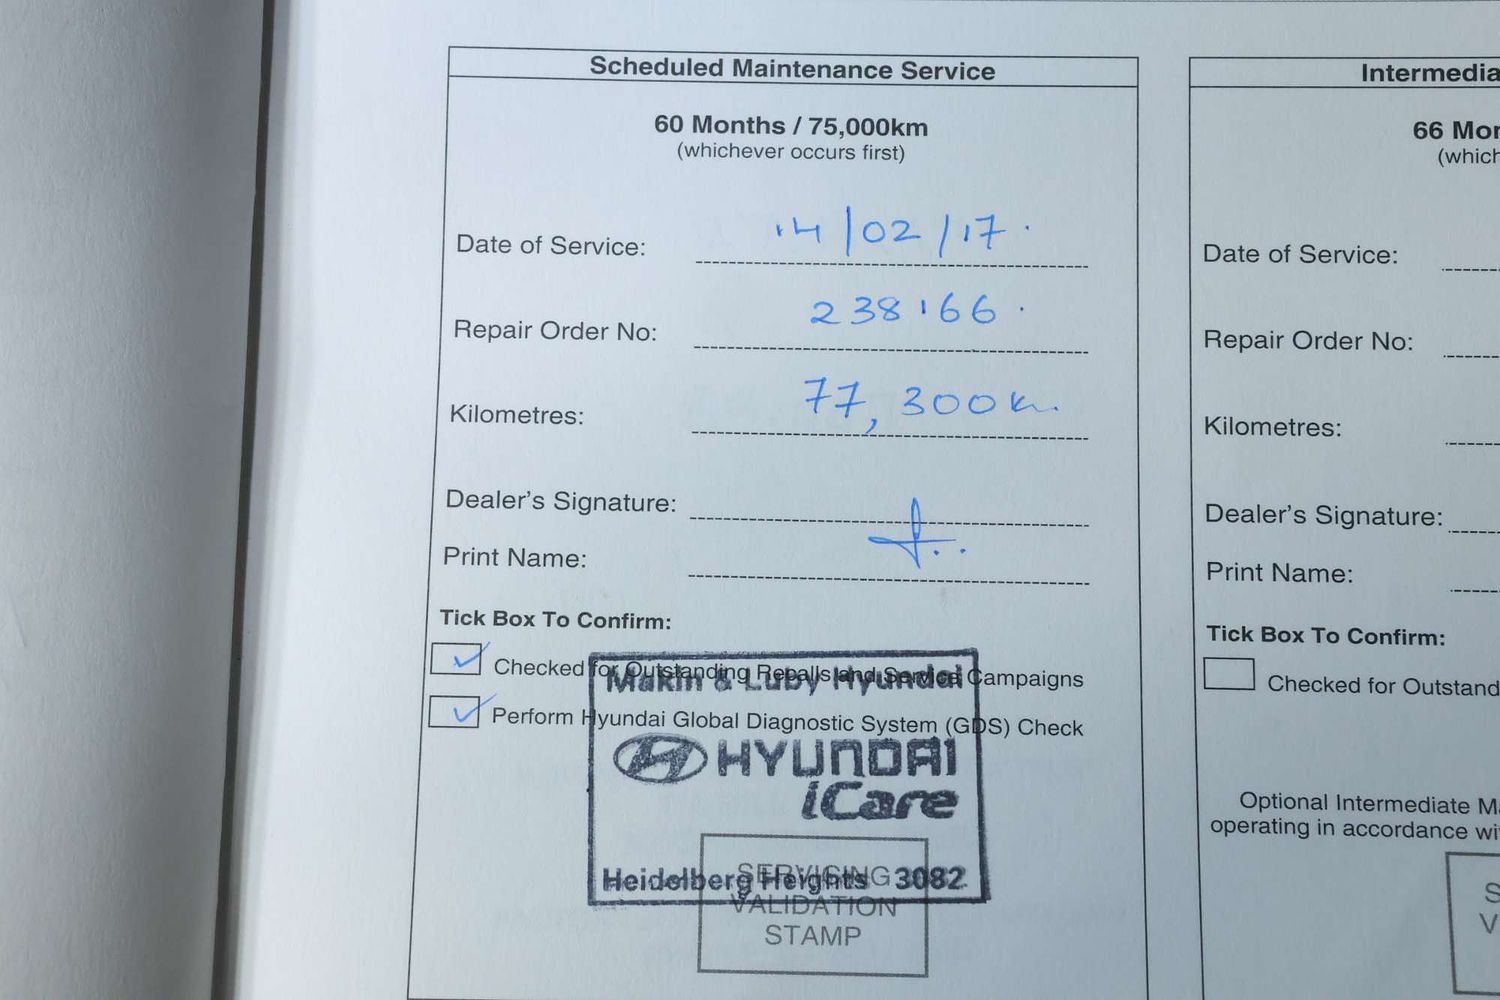 Scheduled Maintenance Service
60 Months / 75,000km
(whichever occurs first)
Date of Service: 14/02/17.
Repair Order No: 238166.
Kilometres: 77,300k
Dealer's Signature:
Print Name:
Tick Box To Confirm:
Checked for Outstanding Recalls and Service Campaigns
Makin & Luby Hyundai
Perform Hyundai Global Diagnostic System (GDS) Check
HYUNDAI
iCare
Heidelberg Heights 3082
SERVICING
VALIDATION
STAMP
Intermedia
66 Mon
(which
Date of Service:
Repair Order No:
Kilometres:
Dealer's Signature:
Print Name:
Tick Box To Confirm:
Checked for Outstand
Optional Intermediate Ma
operating in accordance wi
S
V